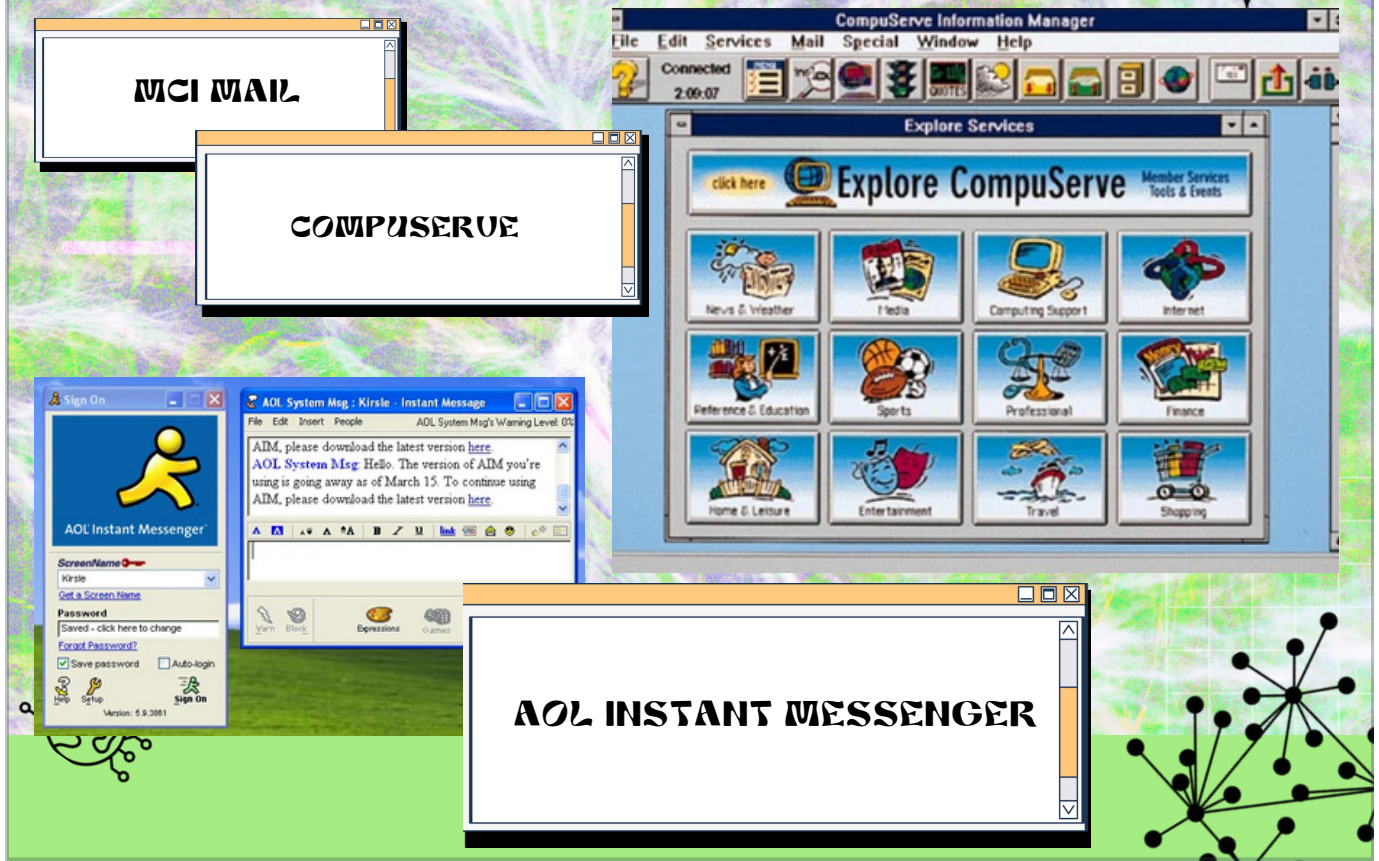 MCI MAIL
COMPUSERVE
CompuServe Information Manager
File Edit Services Mail Special Window Help
Connected
2:09:07
MENU
QUOTES
Explore Services
click here
Explore CompuServe
Member Services
Tools & Events
News & Weather
Media
Computing Support
Internet
Reference & Education
Sports
Professional
Money
Finance
Home & Leisure
Entertainment
Travel
Shopping
Sign On
AOL Instant Messenger
ScreenName
Kirsle
Get a Screen Name
Password
Saved - click here to change
Forgot Password?
Save password Auto-login
Help Setup Sign On
Version: 5.9.3861
AOL System Msg : Kirsle - Instant Message
File Edit Insert People AOL System Msg's Warning Level: 0%
AIM, please download the latest version here.
AOL System Msg: Hello. The version of AIM you're
using is going away as of March 15. To continue using
AIM, please download the latest version here.
A A A A A B I U link
Warn Block Expressions Games
AOL INSTANT MESSENGER